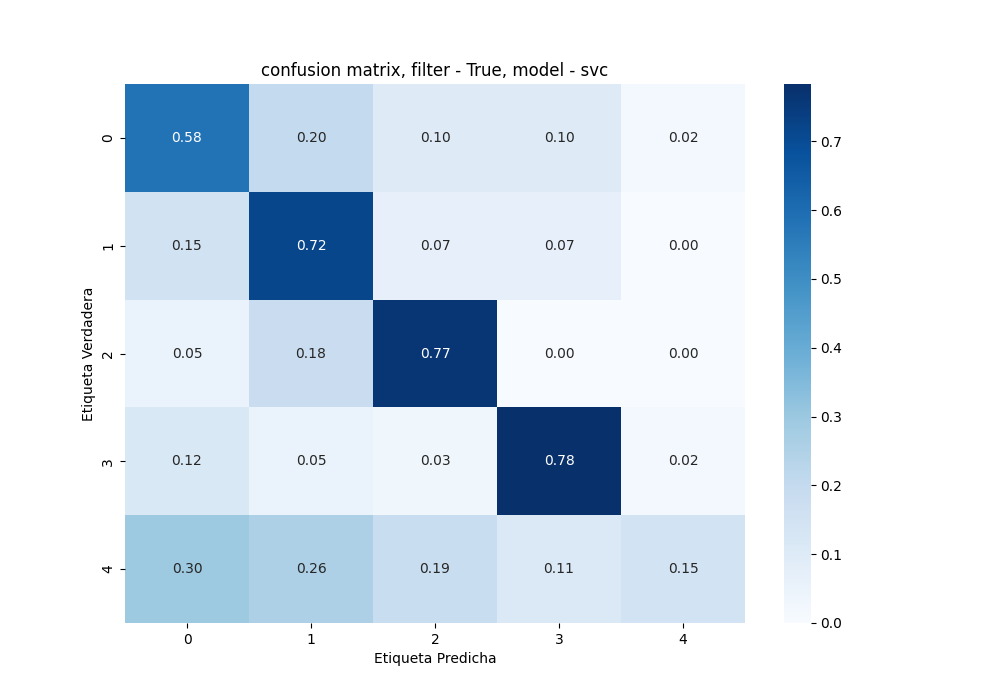 confusion matrix, filter - True, model - svc
Etiqueta Verdadera
0 0.58 0.20 0.10 0.10 0.02
1 0.15 0.72 0.07 0.07 0.00
2 0.05 0.18 0.77 0.00 0.00
3 0.12 0.05 0.03 0.78 0.02
4 0.30 0.26 0.19 0.11 0.15
0 1 2 3 4
Etiqueta Predicha
0.7
0.6
0.5
0.4
0.3
0.2
0.1
0.0